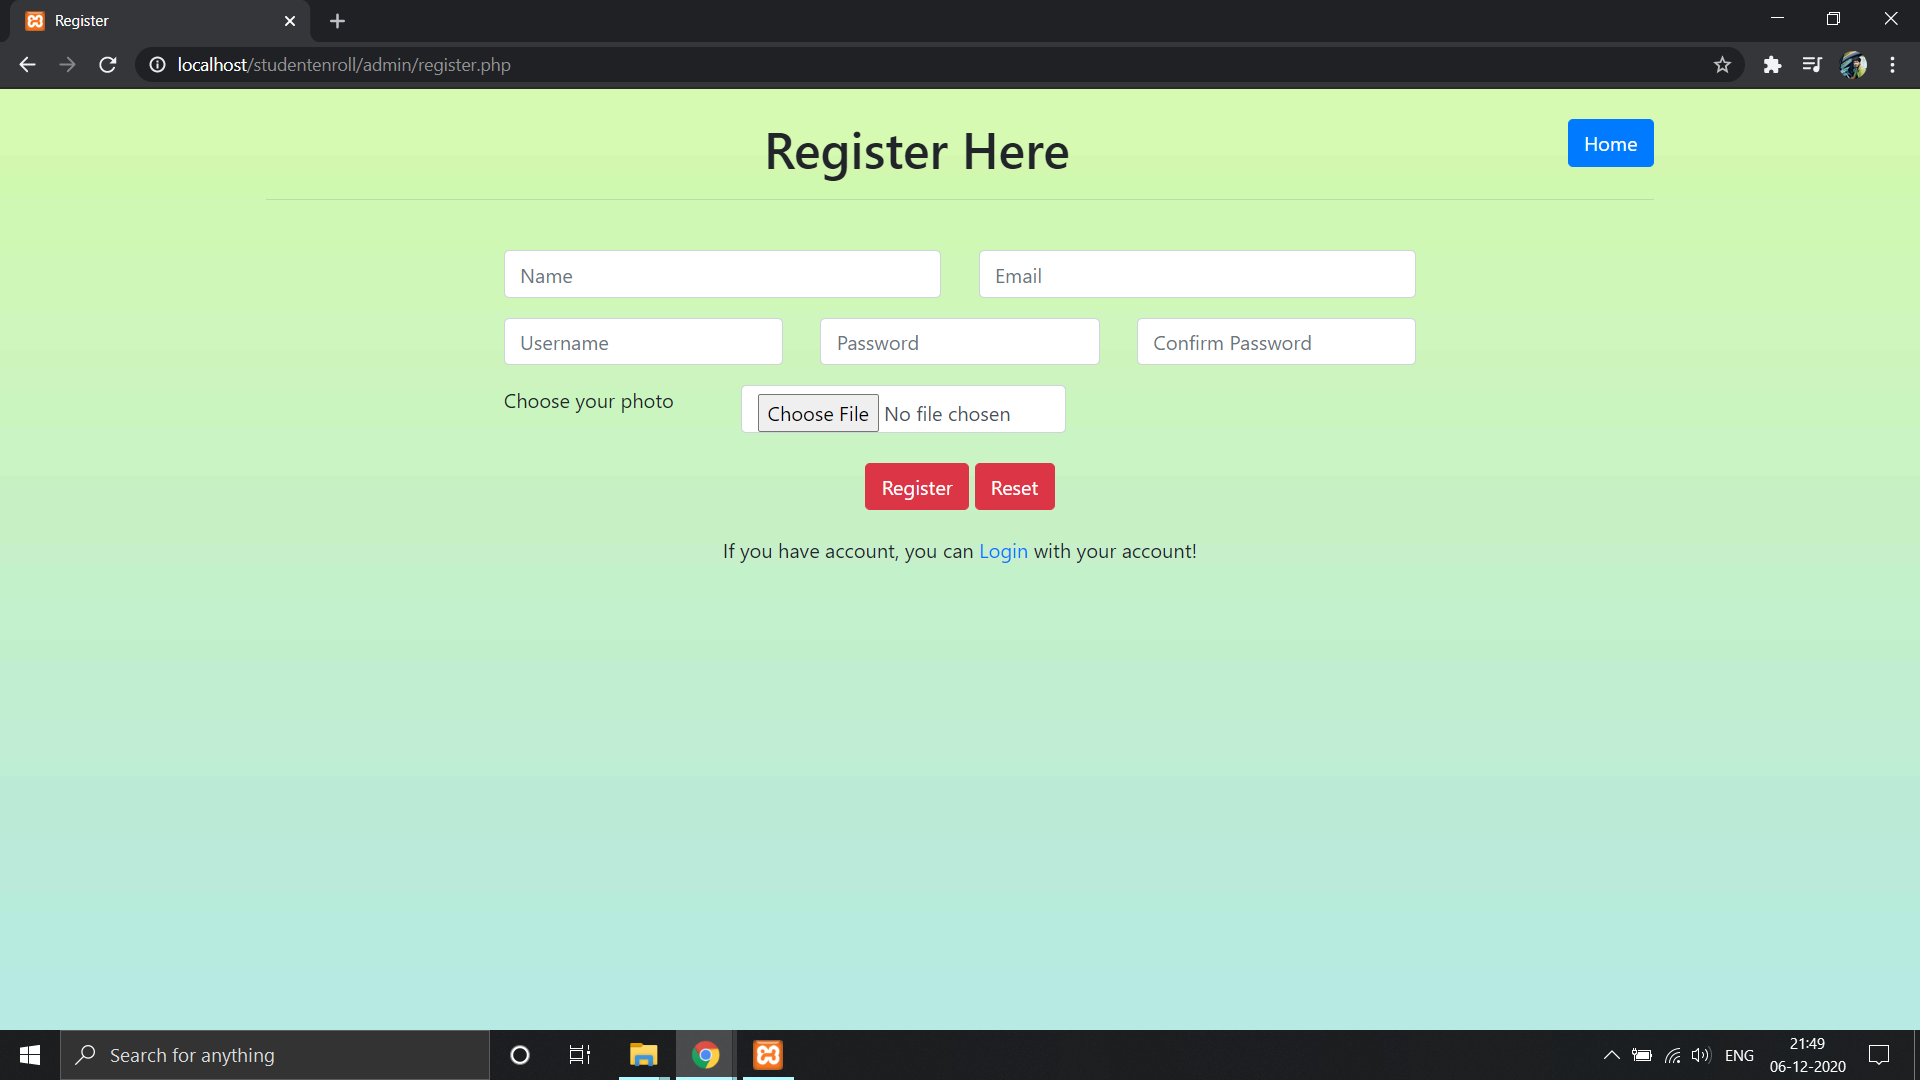 Register
localhost/studentenroll/admin/register.php
Register Here
Home
Name
Email
Username
Password
Confirm Password
Choose your photo
Choose File No file chosen
Register
Reset
If you have account, you can Login with your account!
Search for anything
ENG
21:49
06-12-2020